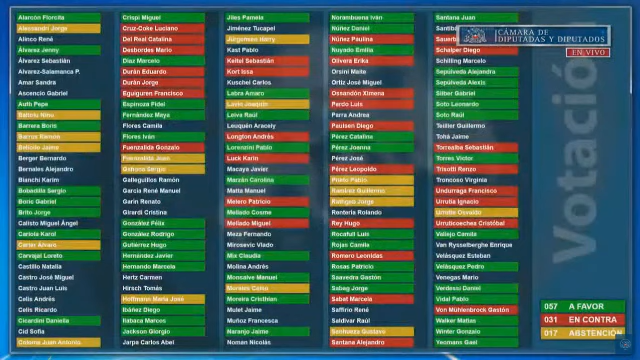 Alarcón Florcita
Alessandri Jorge
Alinco René
Álvarez Jenny
Álvarez Sebastián
Alvarez-Salamanca P.
Amar Sandra
Ascencio Gabriel
Auth Pepe
Baltolu Nino
Barrera Boris
Barros Ramón
Bellolio Jaime
Berger Bernardo
Bernales Alejandro
Bianchi Karim
Bobadilla Sergio
Boric Gabriel
Brito Jorge
Calisto Miguel Ángel
Cariola Karol
Carter Álvaro
Carvajal Loreto
Castillo Natalia
Castro José Miguel
Castro Juan Luis
Celis Andrés
Celis Ricardo
Cicardini Daniella
Cid Sofía
Coloma Juan Antonio
Crispi Miguel
Cruz-Coke Luciano
Del Real Catalina
Desbordes Mario
Díaz Marcelo
Durán Eduardo
Durán Jorge
Eguiguren Francisco
Espinoza Fidel
Fernández Maya
Flores Camila
Flores Iván
Fuenzalida Gonzalo
Fuenzalida Juan
Gahona Sergio
Galleguillos Ramón
García René Manuel
Garín Renato
Girardi Cristina
González Félix
González Rodrigo
Gutiérrez Hugo
Hernández Javier
Hernando Marcela
Hertz Carmen
Hirsch Tomás
Hoffmann María José
Ibáñez Diego
Ilabaca Marcos
Jackson Giorgio
Jarpa Carlos Abel
Jiles Pamela
Jiménez Tucapel
Jürgensen Harry
Kast Pablo
Keitel Sebastián
Kort Issa
Kuschel Carlos
Labra Amaro
Lavín Joaquín
Leiva Raúl
Leuquén Aracely
Longton Andrés
Lorenzini Pablo
Luck Karin
Macaya Javier
Marzán Carolina
Matta Manuel
Melero Patricio
Mellado Cosme
Mellado Miguel
Meza Fernando
Mirosevic Vlado
Mix Claudia
Molina Andrés
Monsalve Manuel
Morales Celso
Moreira Cristhian
Mulet Jaime
Muñoz Francesca
Naranjo Jaime
Noman Nicolás
Norambuena Iván
Núñez Daniel
Núñez Paulina
Nuyado Emilia
Olivera Erika
Orsini Maite
Ortiz José Miguel
Ossandón Ximena
Pardo Luis
Parra Andrea
Paulsen Diego
Pérez Catalina
Pérez Joanna
Pérez José
Pérez Leopoldo
Prieto Pablo
Ramírez Guillermo
Rathgeb Jorge
Rentería Rolando
Rey Hugo
Rocafull Luis
Rojas Camilo
Romero Leonidas
Rosas Patricio
Saavedra Gastón
Sabag Jorge
Sabat Marcela
Saffirio René
Saldívar Raúl
Sanhueza Gustavo
Santana Alejandro
Santana Juan
Schalper Diego
Schilling Marcelo
Sepúlveda Alejandra
Sepúlveda Alexis
Silber Gabriel
Soto Leonardo
Soto Raúl
Teillier Guillermo
Tohá Jaime
Torrealba Sebastián
Torres Víctor
Trisotti Renzo
Troncoso Virginia
Undurraga Francisco
Urrutia Ignacio
Urrutia Osvaldo
Urruticoechea Cristóbal
Vallejo Camila
Van Rysselberghe Enrique
Velásquez Esteban
Velásquez Pedro
Venegas Mario
Verdessi Daniel
Vidal Pablo
Von Mühlenbrock Gastón
Walker Matías
Winter Gonzalo
Yeomans Gael
CÁMARA DE
DIPUTADAS Y DIPUTADOS
EN VIVO
Votació
057 A FAVOR
031 EN CONTRA
017 ABSTENCIÓN